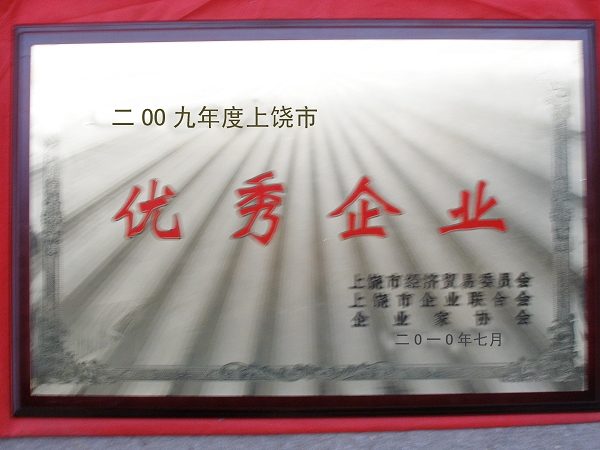 二00九年度上饶市
优秀企业
上饶市经济贸易委员会
上饶市企业联合会
企业家协会
二0一0年七月